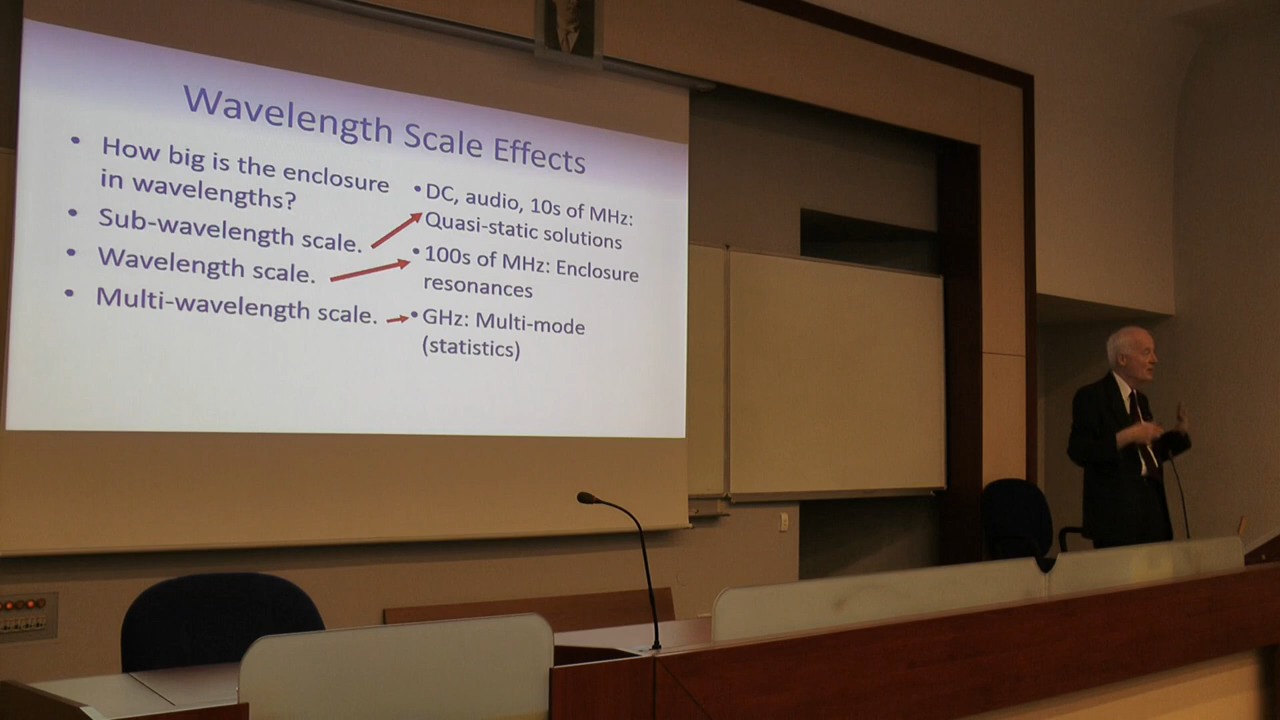 Wavelength Scale Effects
• How big is the enclosure
in wavelengths?
• Sub-wavelength scale.
• Wavelength scale.
• Multi-wavelength scale.
• DC, audio, 10s of MHz:
Quasi-static solutions
• 100s of MHz: Enclosure
resonances
• GHz: Multi-mode
(statistics)